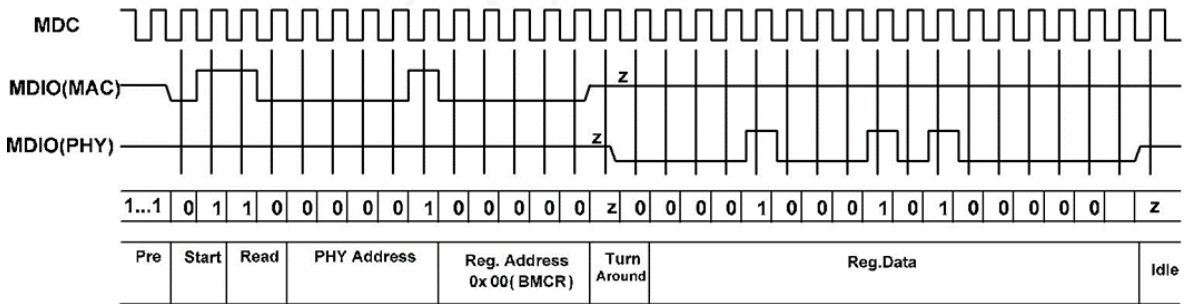 MDC
MDIO(MAC) z
MDIO(PHY) z
1...1 0 1 1 0 0 0 0 0 1 0 0 0 0 0 z 0 0 0 0 1 0 0 0 1 0 1 0 0 0 0 0 z
Pre Start Read PHY Address Reg. Address Turn Reg.Data Idle
0x00(BMCR) Around